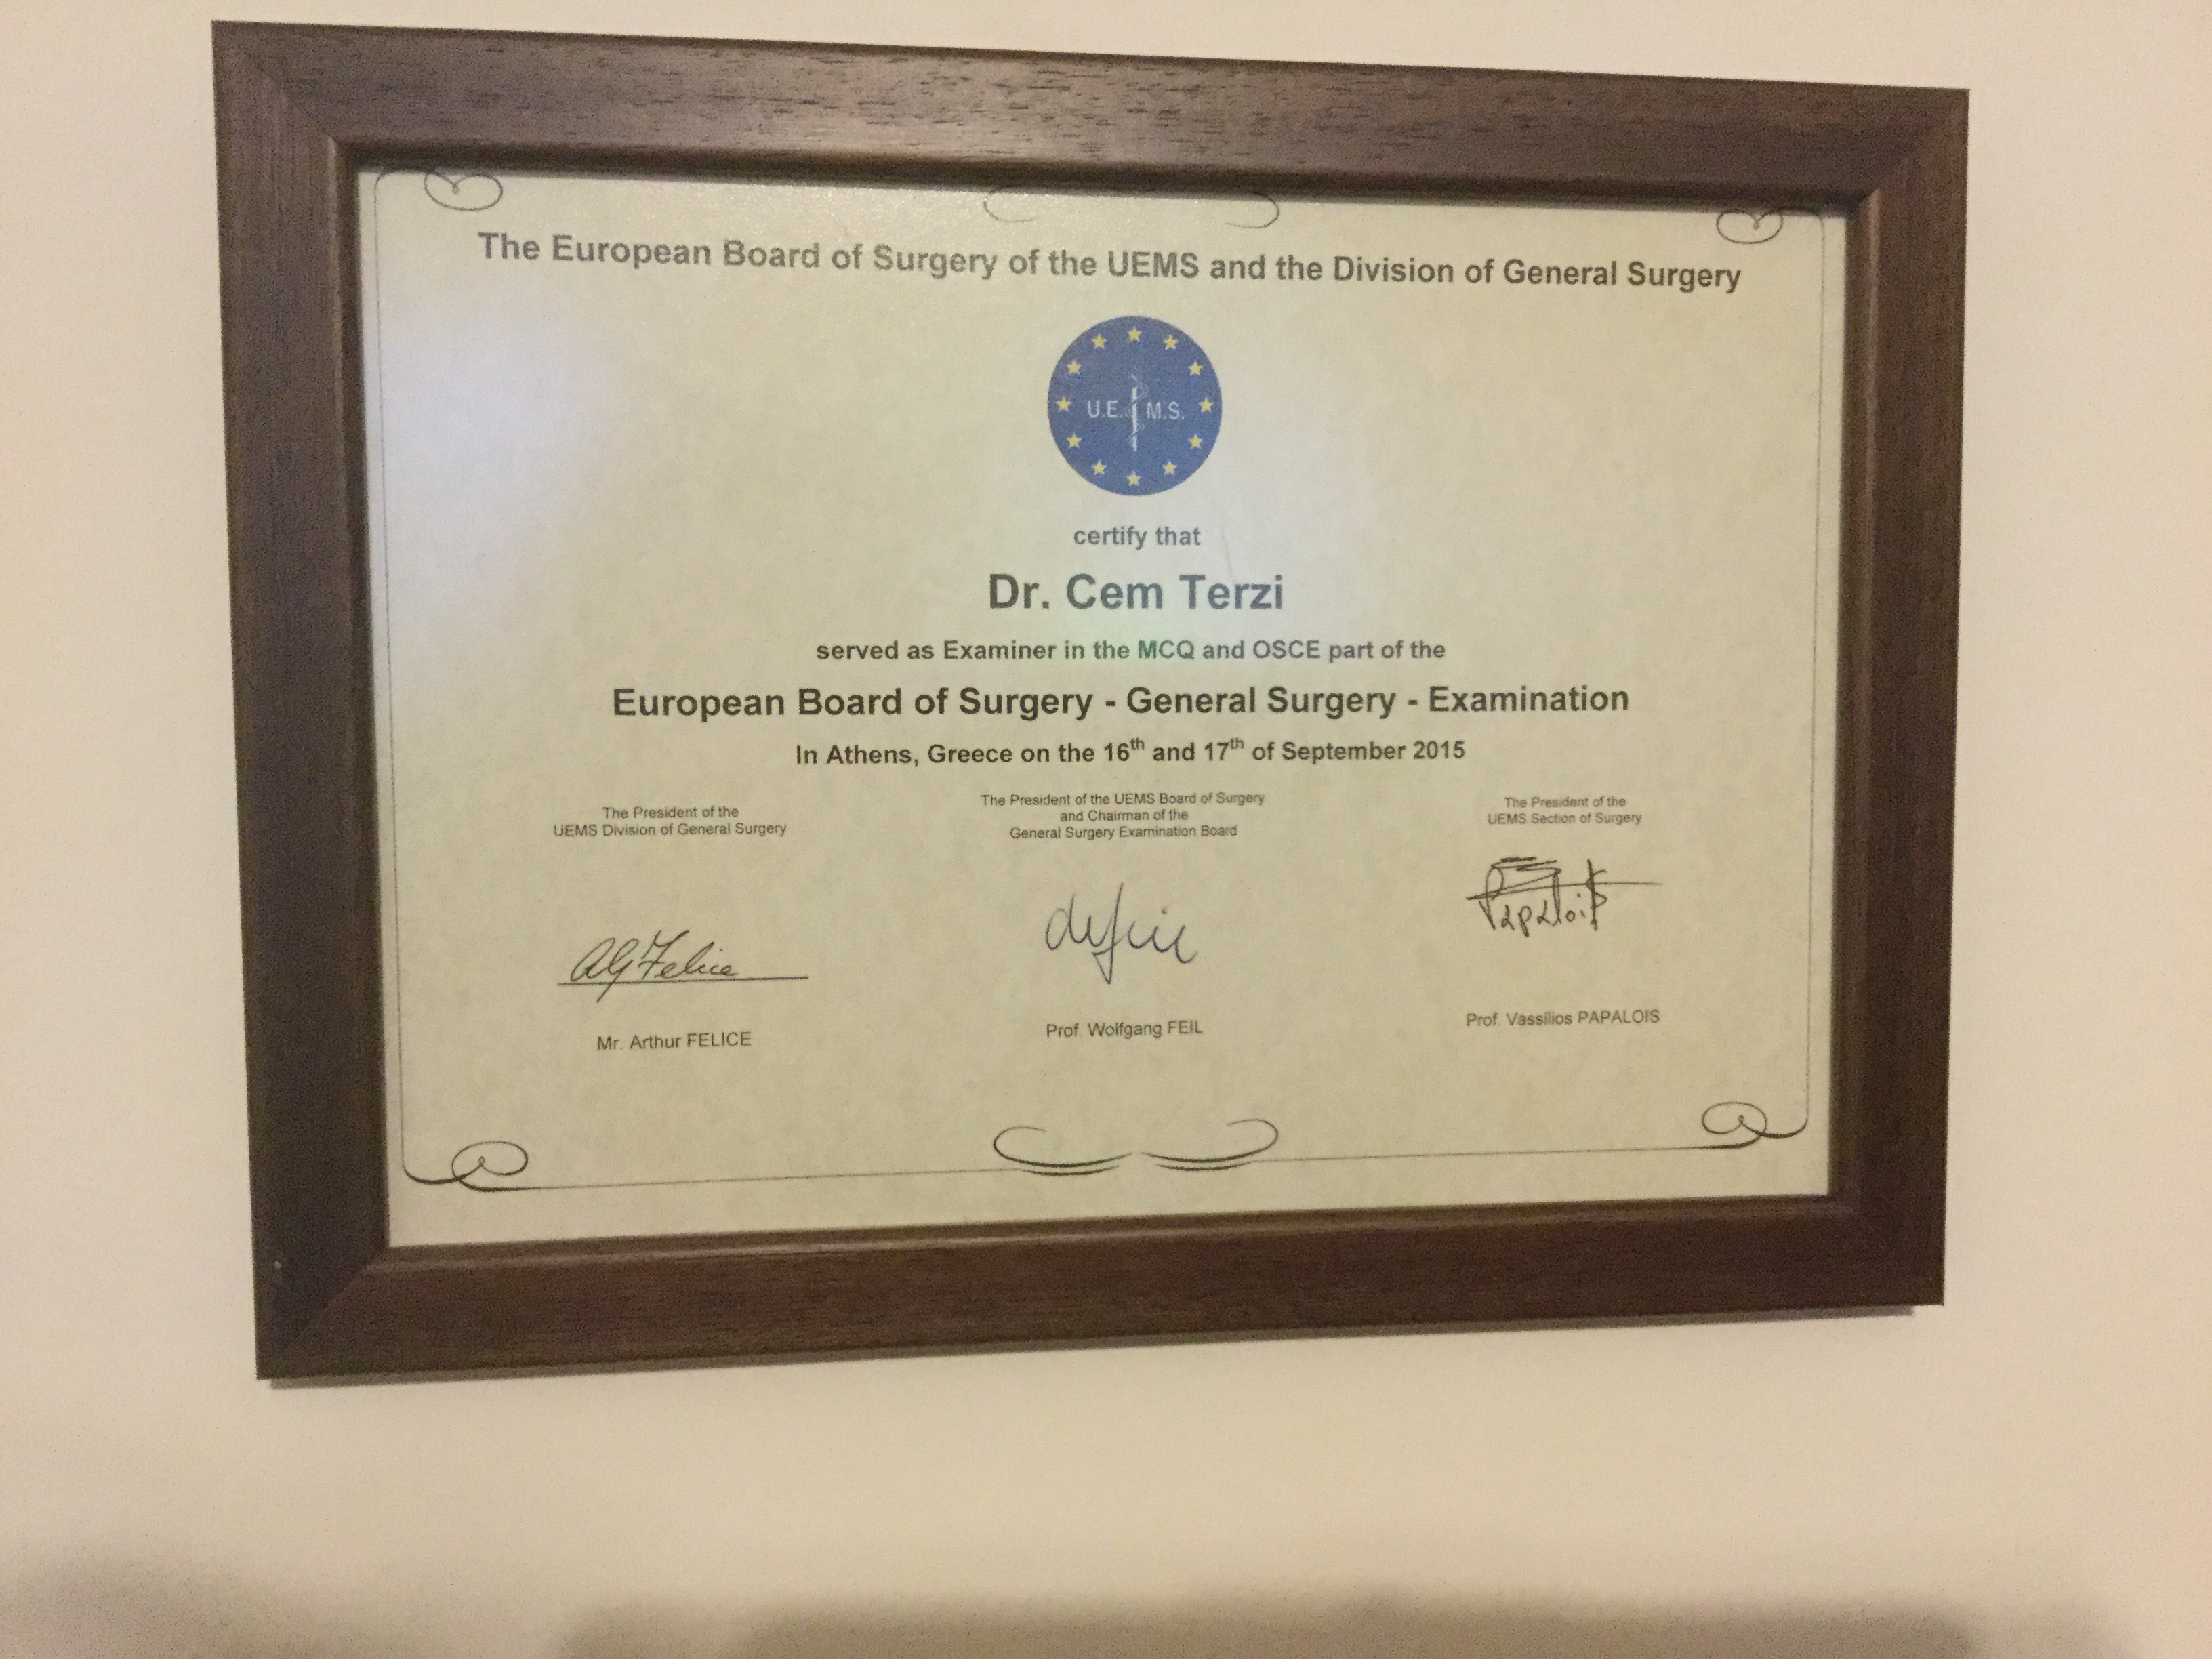 The European Board of Surgery of the UEMS and the Division of General Surgery
U.E. M.S.
certify that
Dr. Cem Terzi
served as Examiner in the MCQ and OSCE part of the
European Board of Surgery - General Surgery - Examination
In Athens, Greece on the 16th and 17th of September 2015
The President of the
UEMS Division of General Surgery
AG Felice
Mr. Arthur FELICE
The President of the UEMS Board of Surgery
and Chairman of the
General Surgery Examination Board
Prof. Wolfgang FEIL
The President of the
UEMS Section of Surgery
Papalois
Prof. Vassilios PAPALOIS